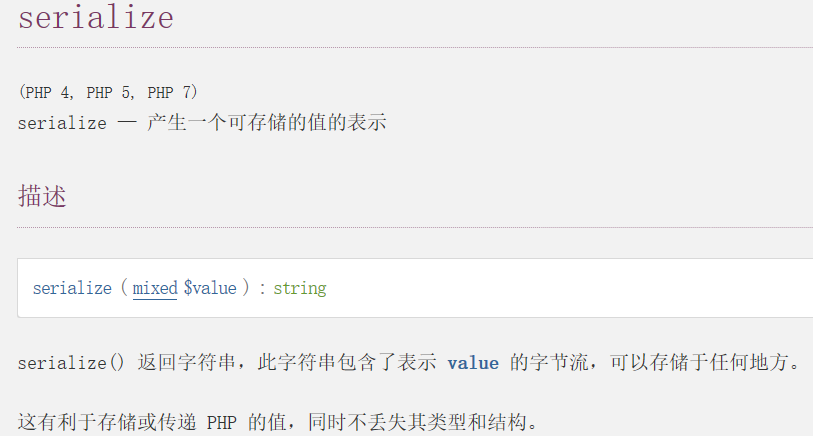 serialize
(PHP 4, PHP 5, PHP 7)
serialize — 产生一个可存储的值的表示
描述
serialize ( mixed $value ) : string
serialize() 返回字符串，此字符串包含了表示 value 的字节流，可以存储于任何地方。
这有利于存储或传递 PHP 的值，同时不丢失其类型和结构。